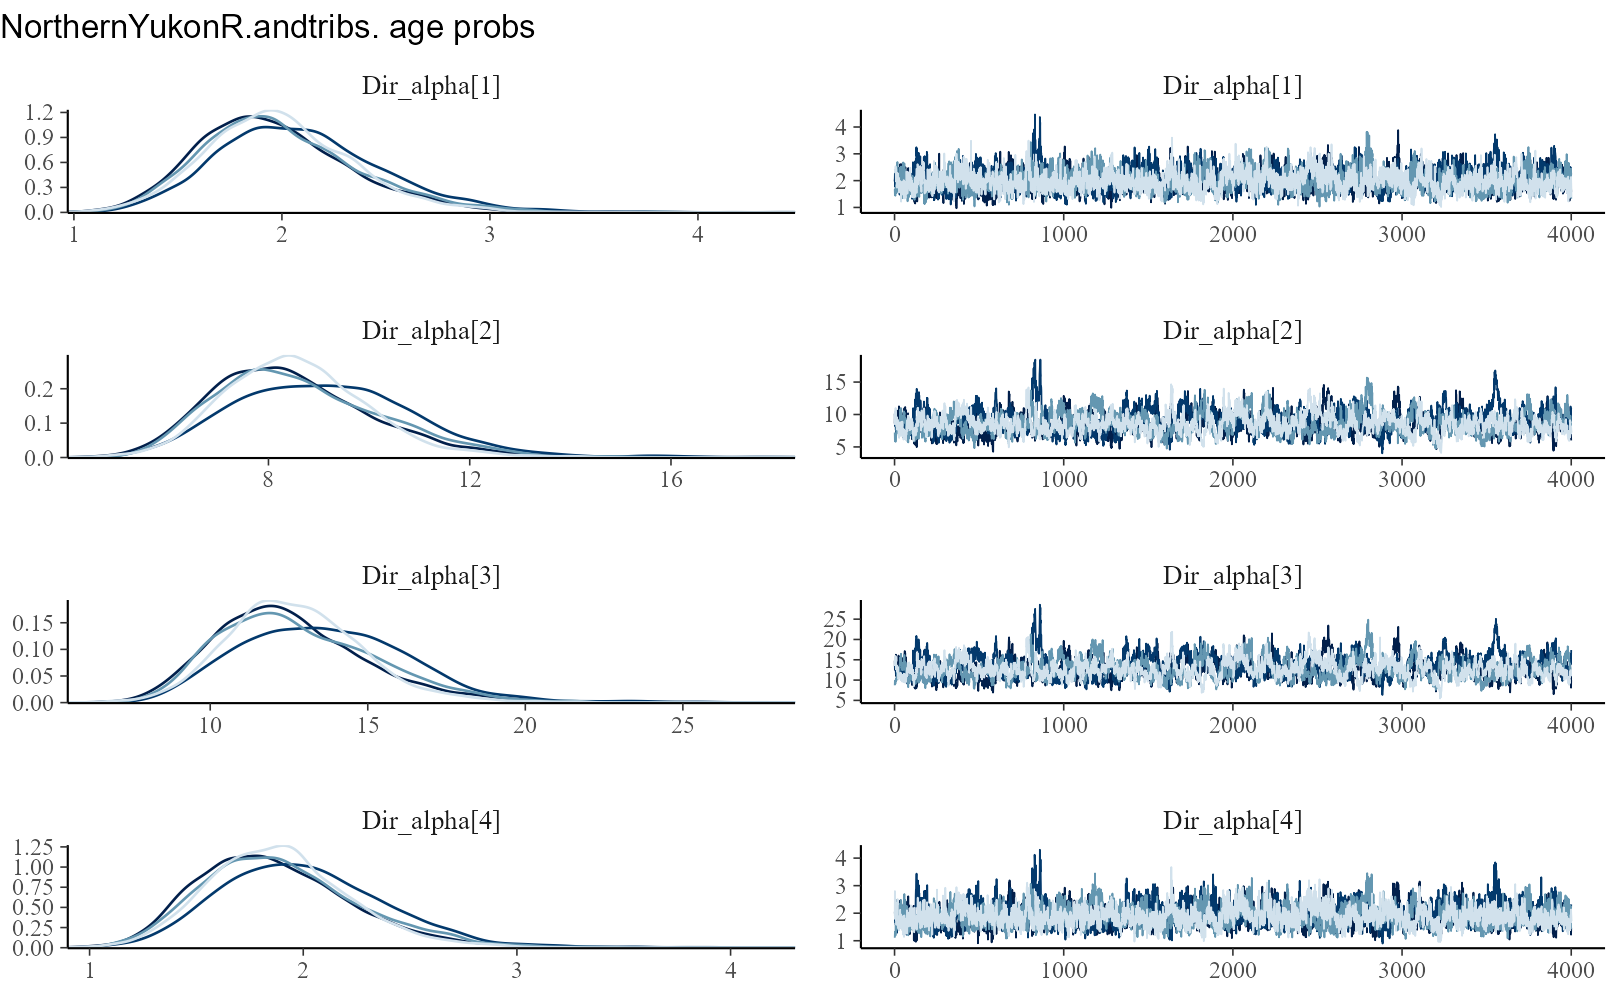 NorthernYukonR.andtribs. age probs
Dir_alpha[1]
1.2
0.9
0.6
0.3
0.0
1 2 3 4
Dir_alpha[1]
4
3
2
1
0 1000 2000 3000 4000
Dir_alpha[2]
0.2
0.1
0.0
8 12 16
Dir_alpha[2]
15
10
5
0 1000 2000 3000 4000
Dir_alpha[3]
0.15
0.10
0.05
0.00
10 15 20 25
Dir_alpha[3]
25
20
15
10
5
0 1000 2000 3000 4000
Dir_alpha[4]
1.25
1.00
0.75
0.50
0.25
0.00
1 2 3 4
Dir_alpha[4]
4
3
2
1
0 1000 2000 3000 4000